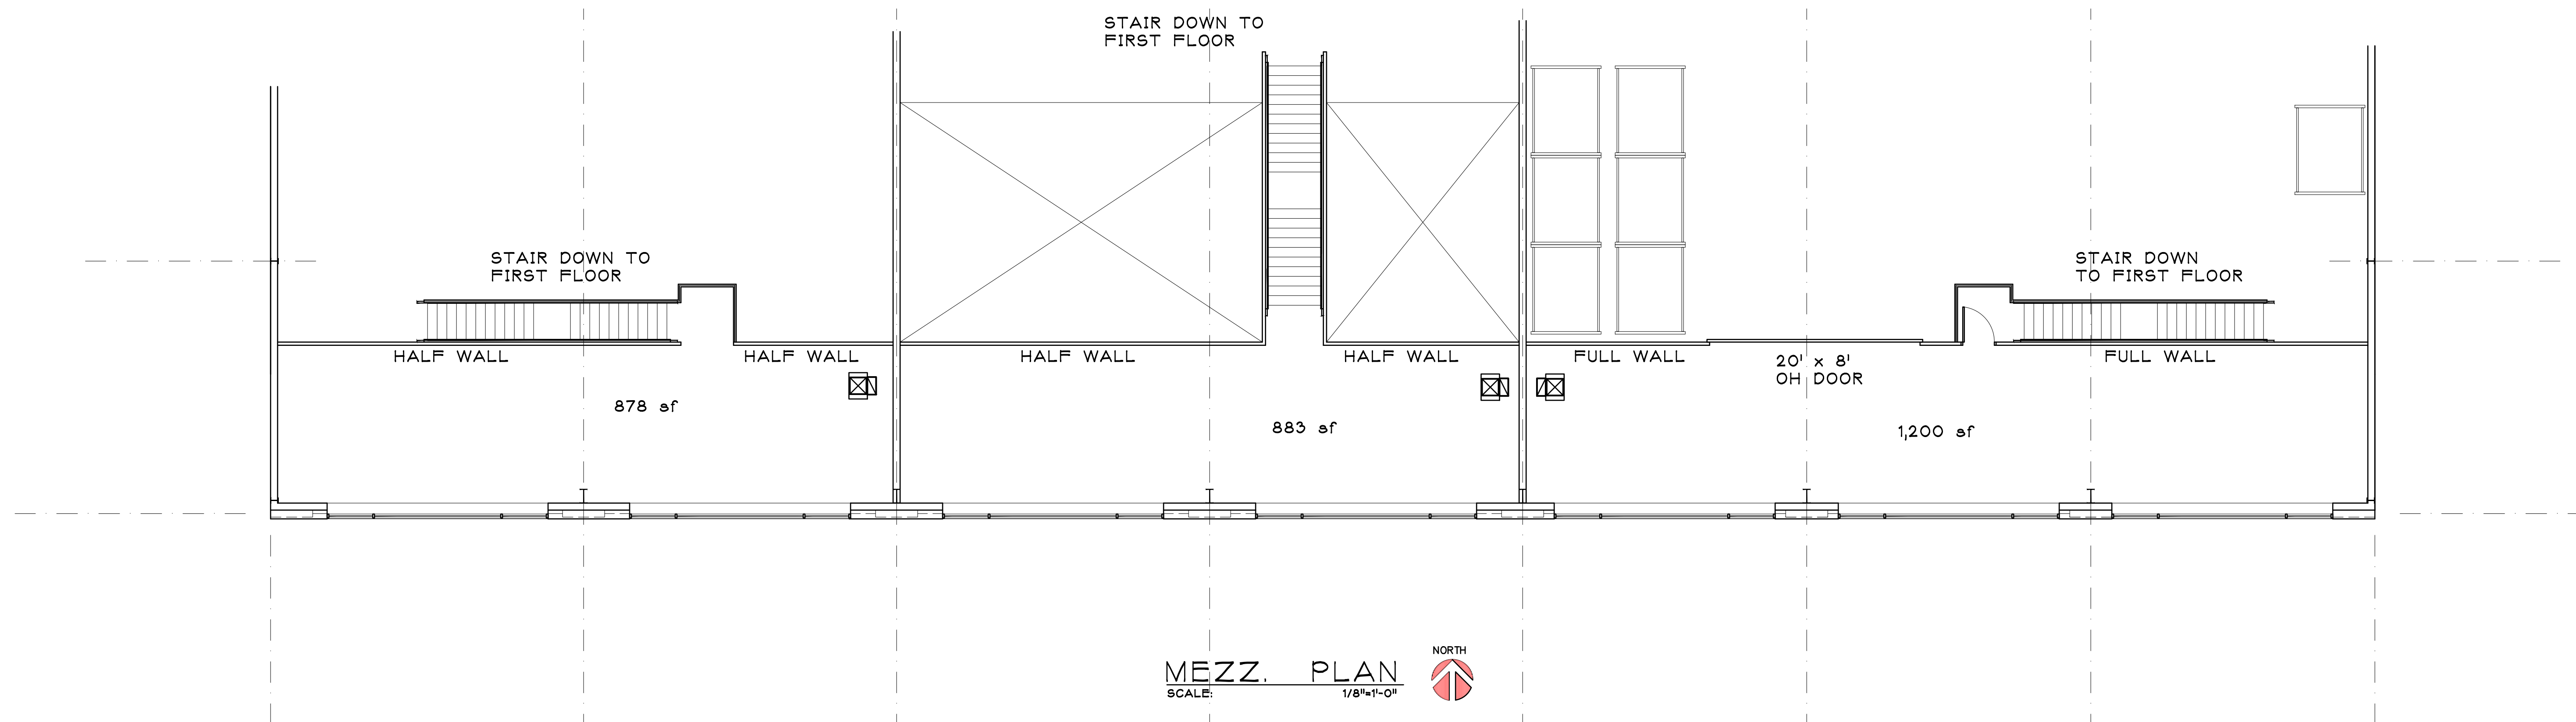 STAIR DOWN TO
FIRST FLOOR
STAIR DOWN TO
FIRST FLOOR
STAIR DOWN
TO FIRST FLOOR
HALF WALL
HALF WALL
HALF WALL
HALF WALL
FULL WALL
20' x 8'
OH DOOR
FULL WALL
878 sf
883 sf
1,200 sf
MEZZ. PLAN
SCALE: 1/8"=1'-0"
NORTH